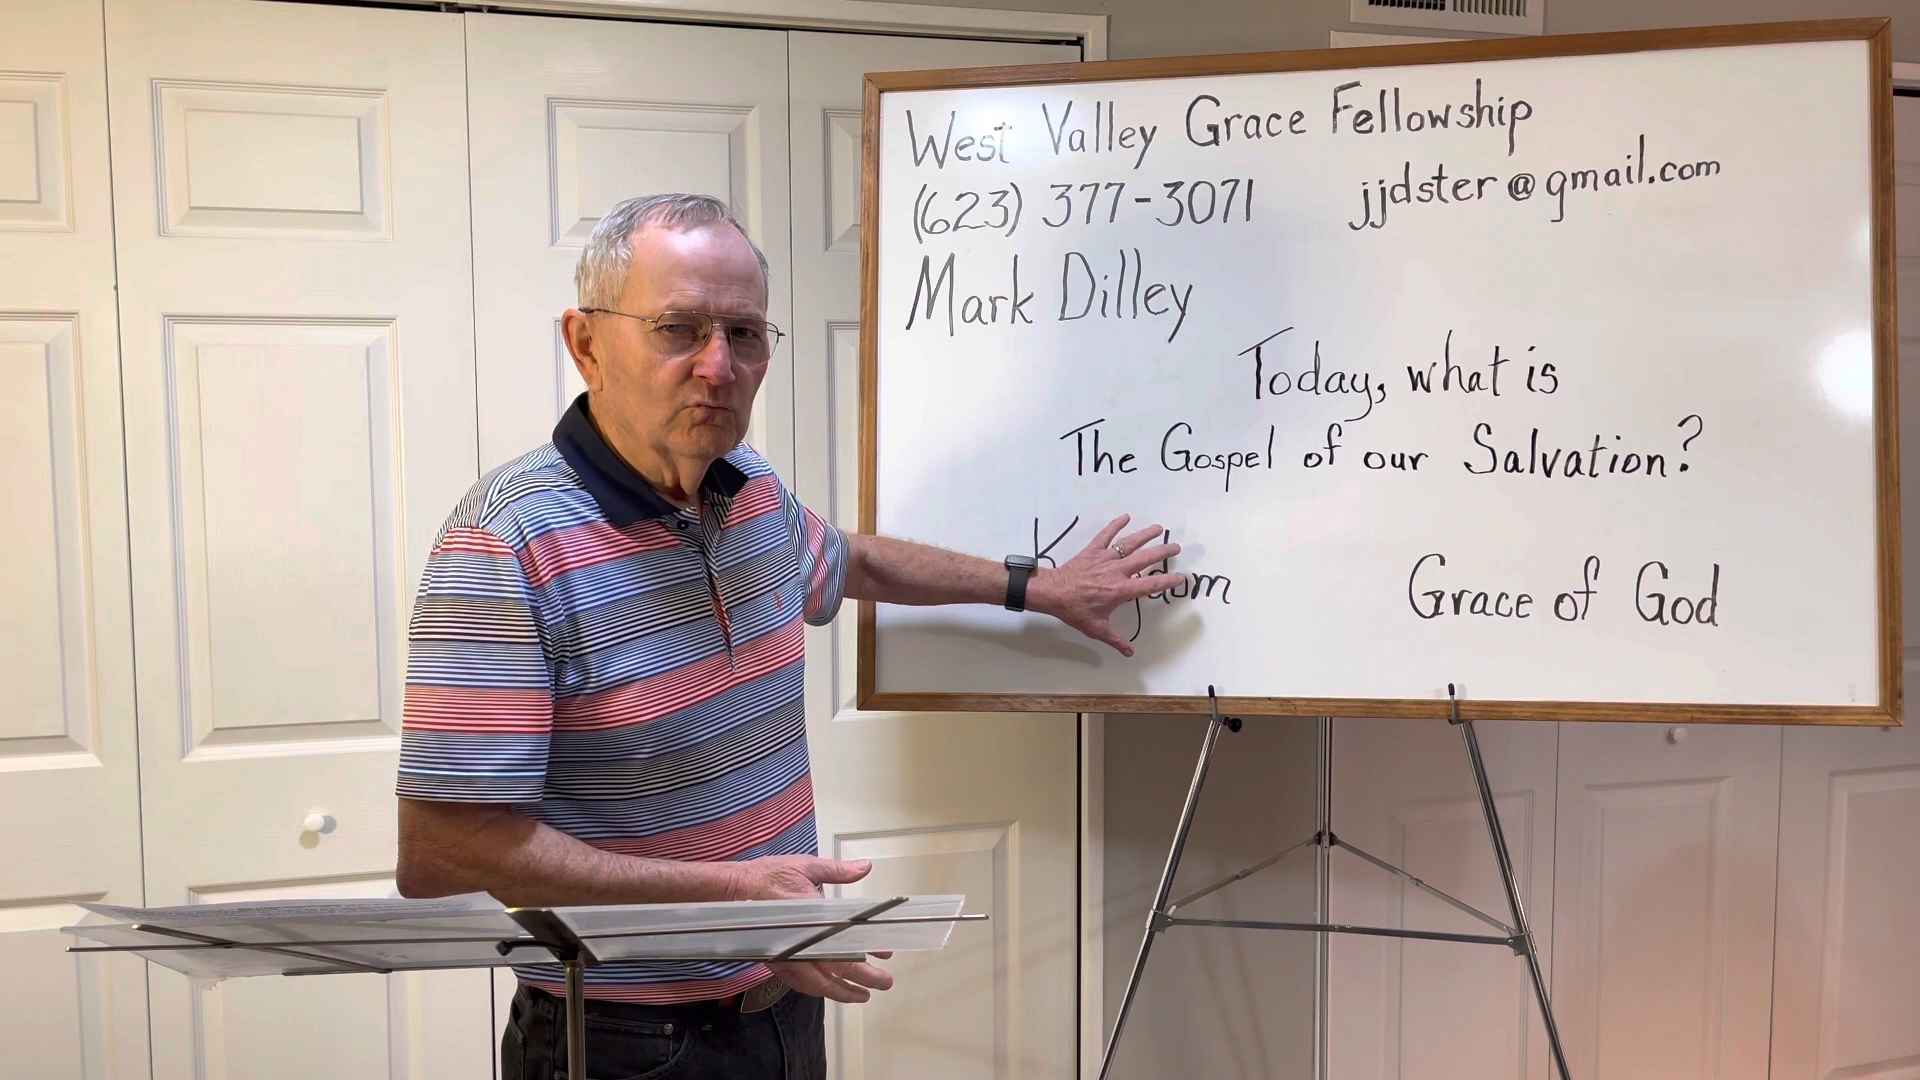 West Valley Grace Fellowship
(623) 377-3071 jjdster@gmail.com
Mark Dilley
Today, what is
The Gospel of our Salvation?
Grace of God